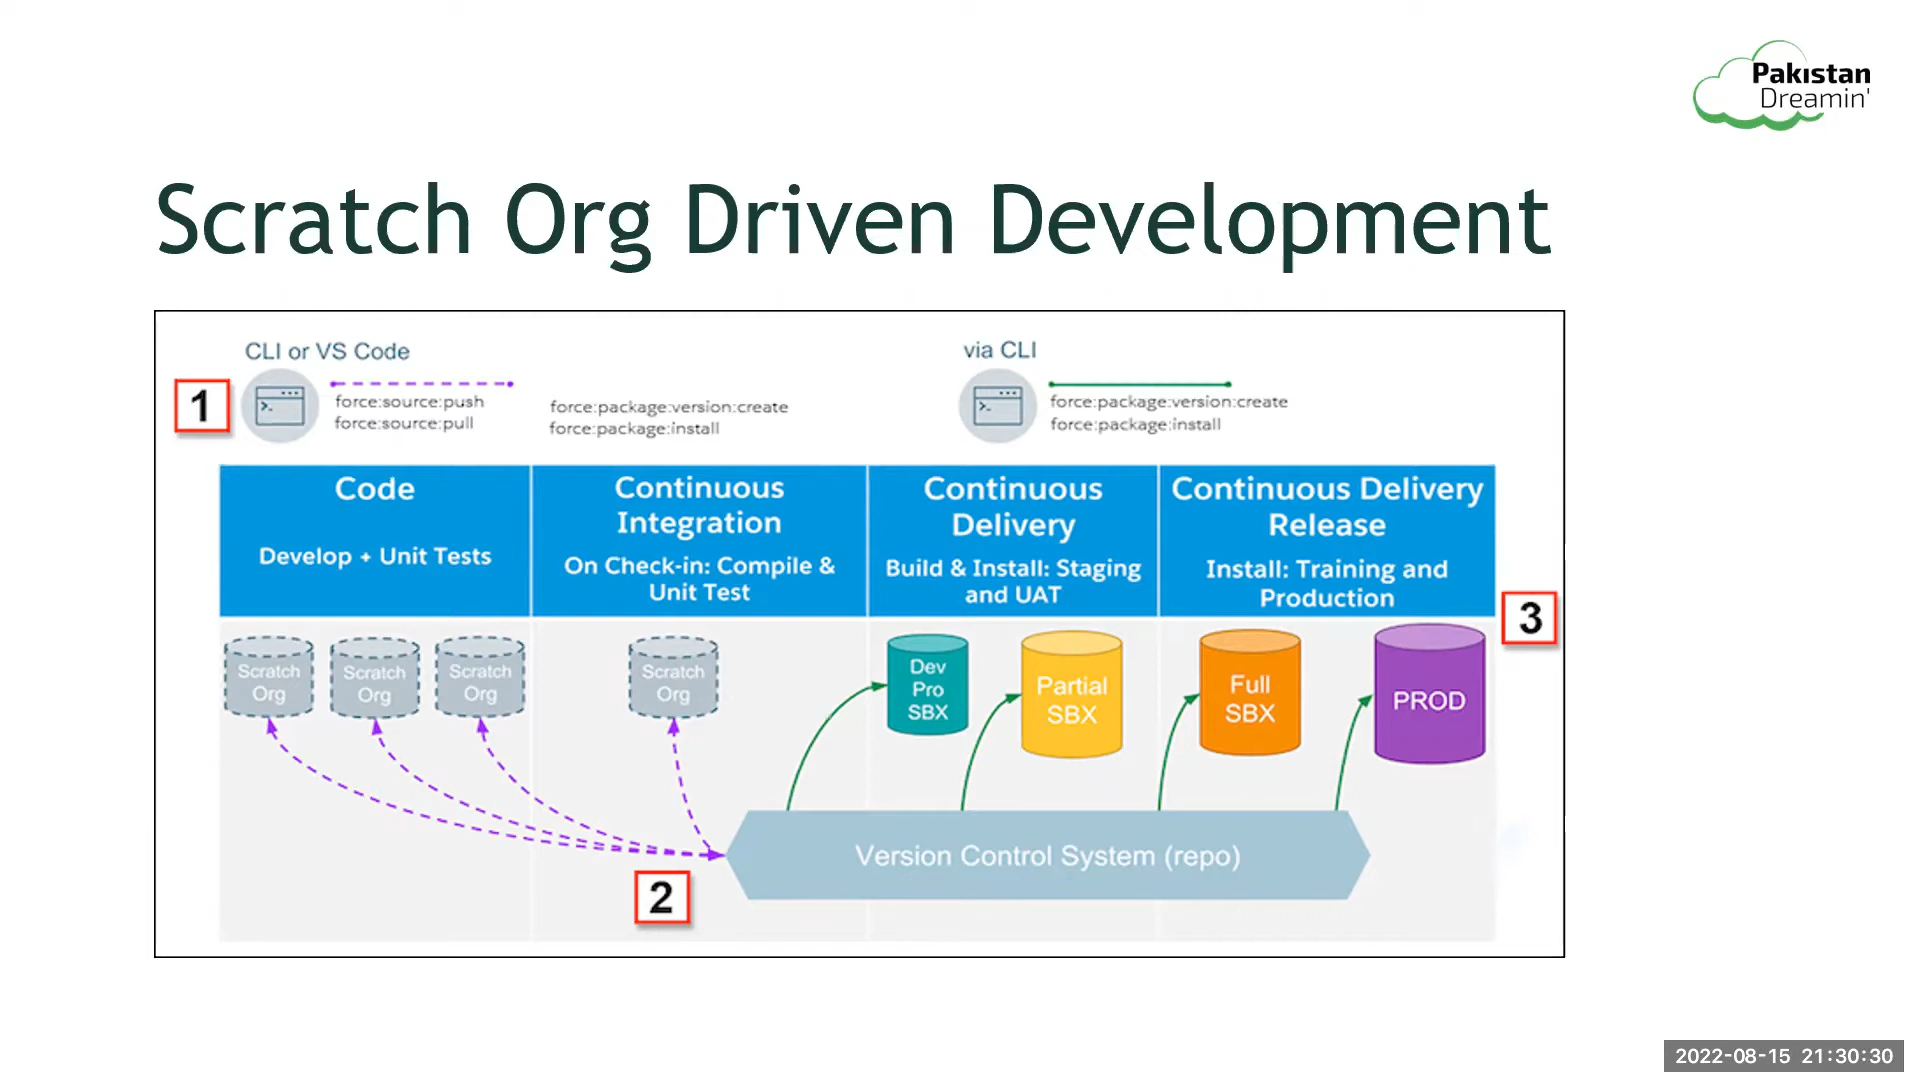 Pakistan
Dreamin'
Scratch Org Driven Development
CLI or VS Code
via CLI
1
force:source:push
force:source:pull
force:package:version:create
force:package:install
force:package:version:create
force:package:install
Code
Develop + Unit Tests
Continuous
Integration
On Check-in: Compile &
Unit Test
Continuous
Delivery
Build & Install: Staging
and UAT
Continuous Delivery
Release
Install: Training and
Production
3
Scratch
Org
Scratch
Org
Scratch
Org
Scratch
Org
Dev
Pro
SBX
Partial
SBX
Full
SBX
PROD
Version Control System (repo)
2
2022-08-15 21:30:30